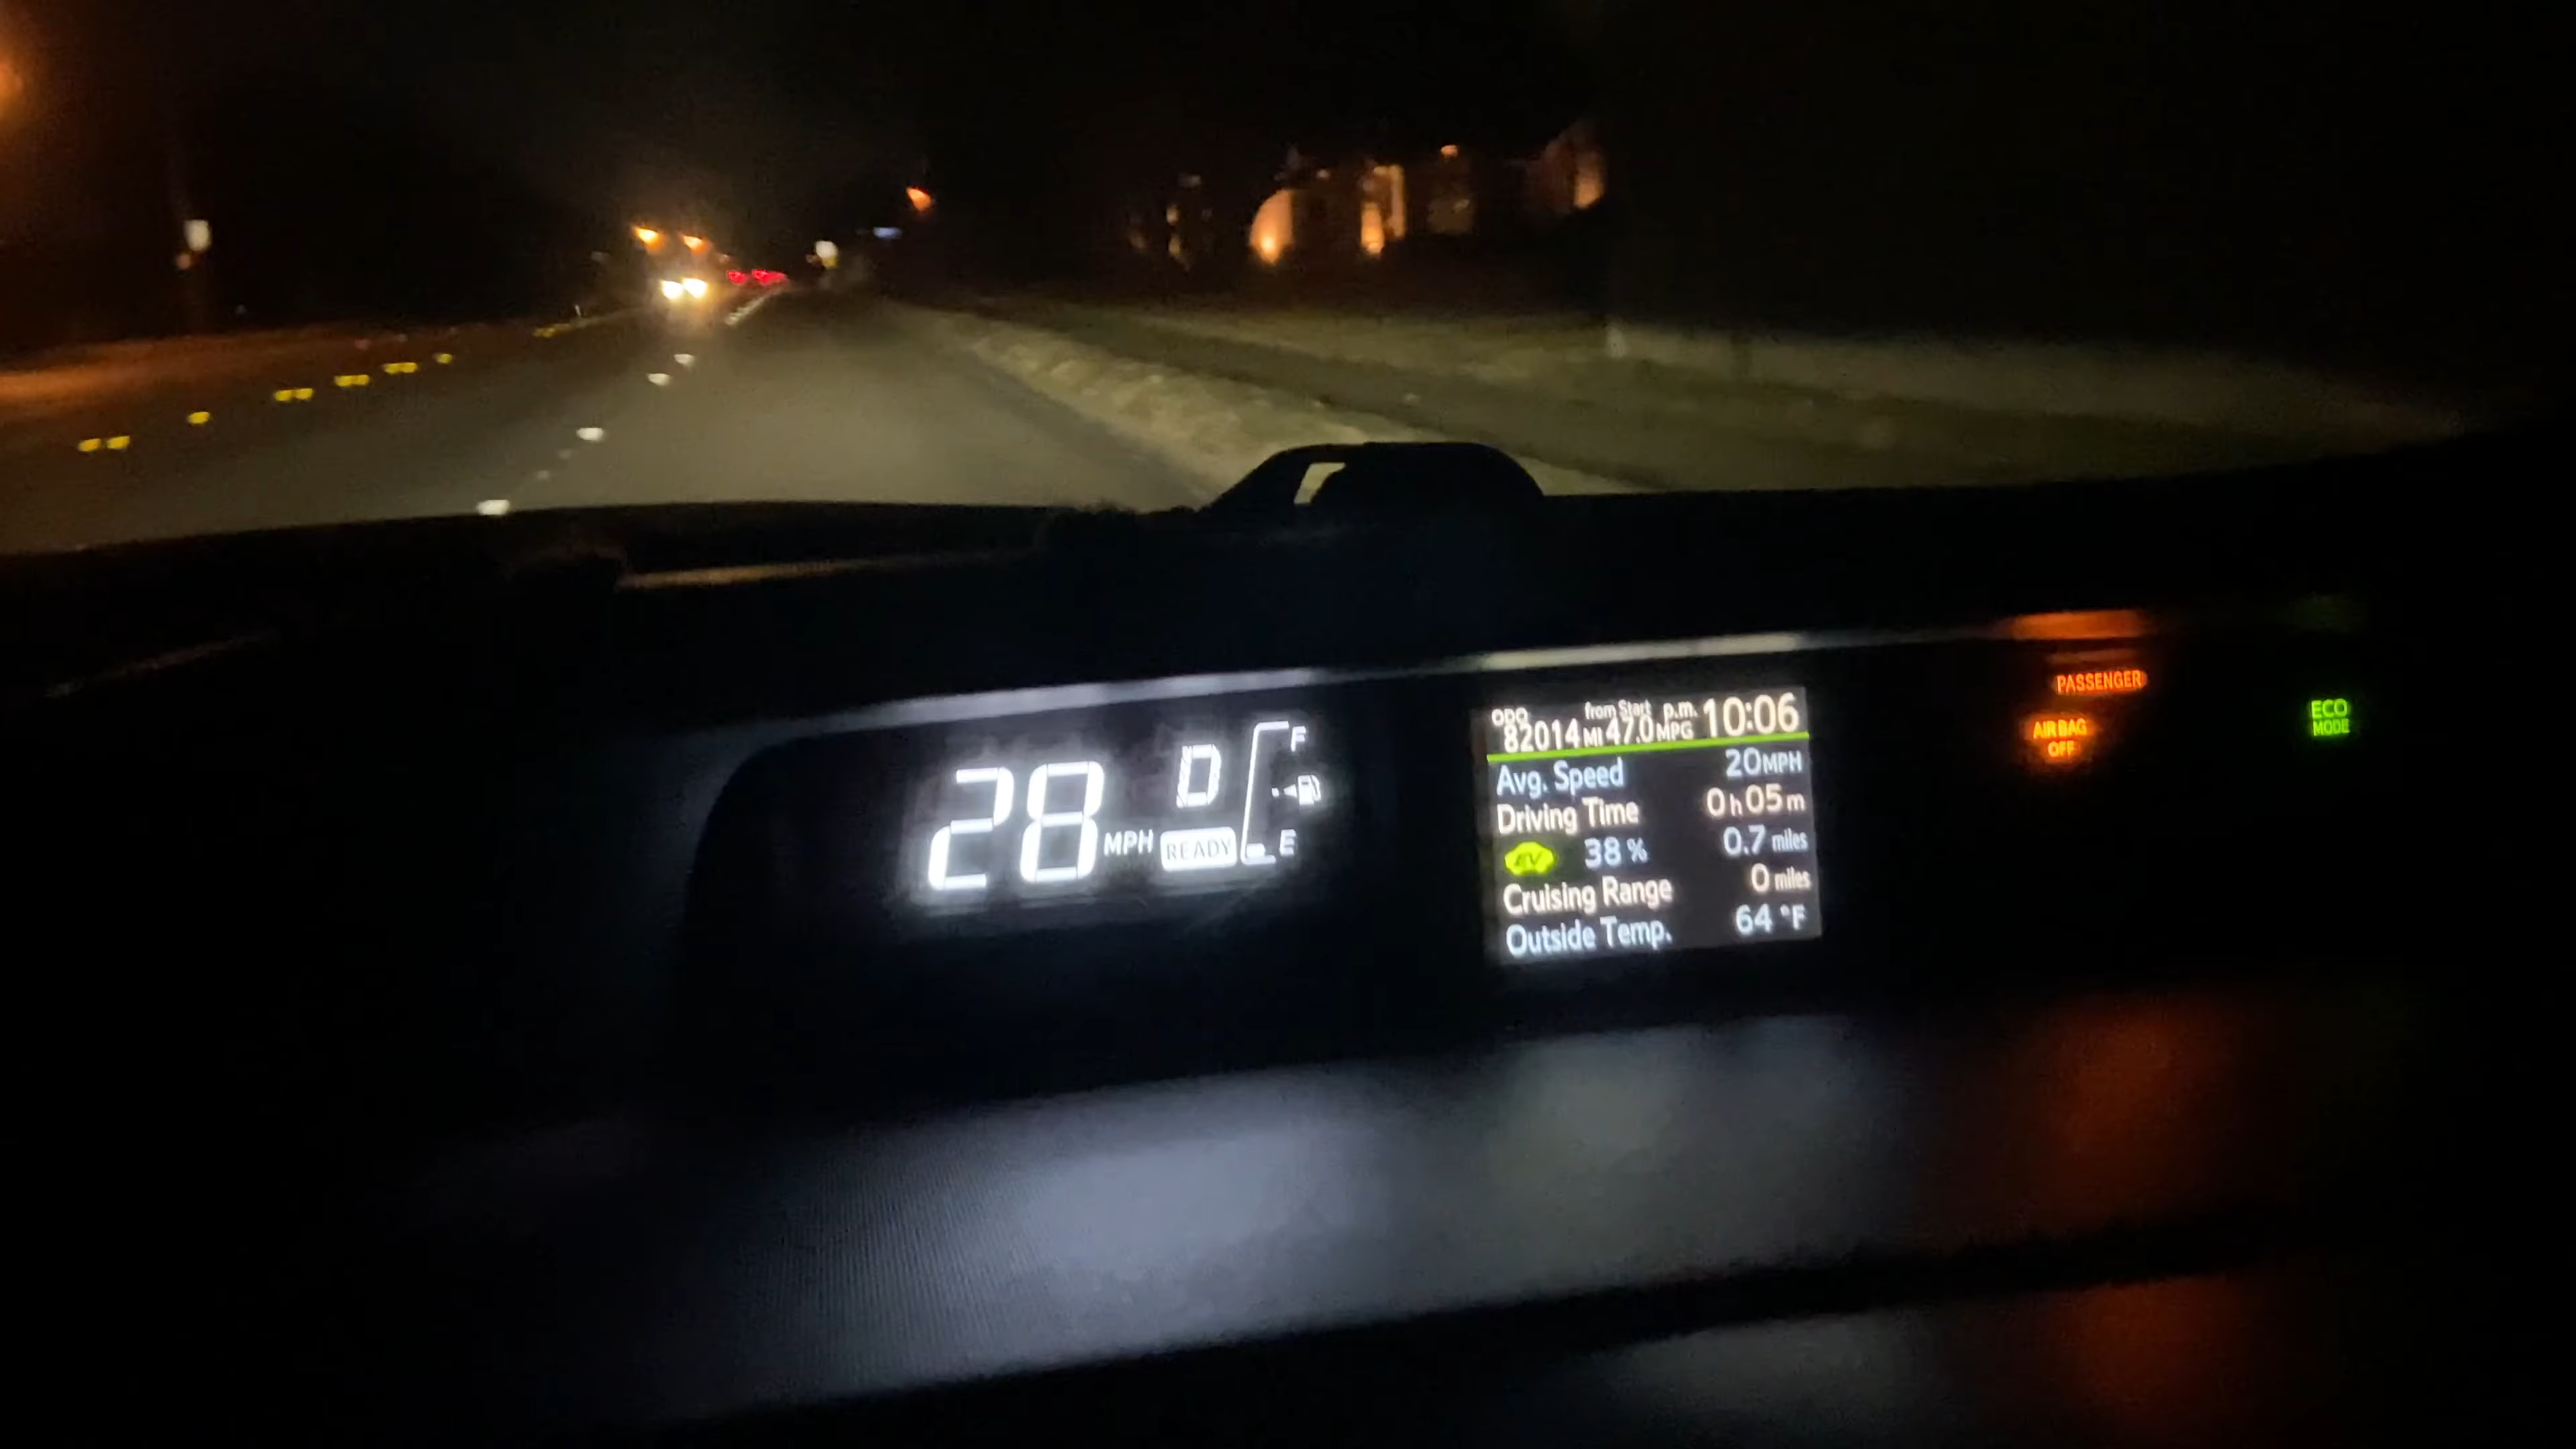 28 MPH
D
READY
F
E
ODO from Start p.m. 10:06
82014 MI 47.0 MPG
Avg. Speed 20 MPH
Driving Time 0 h 05 m
EV 38 % 0.7 miles
Cruising Range 0 miles
Outside Temp. 64 °F
PASSENGER
AIR BAG
OFF
ECO
MODE